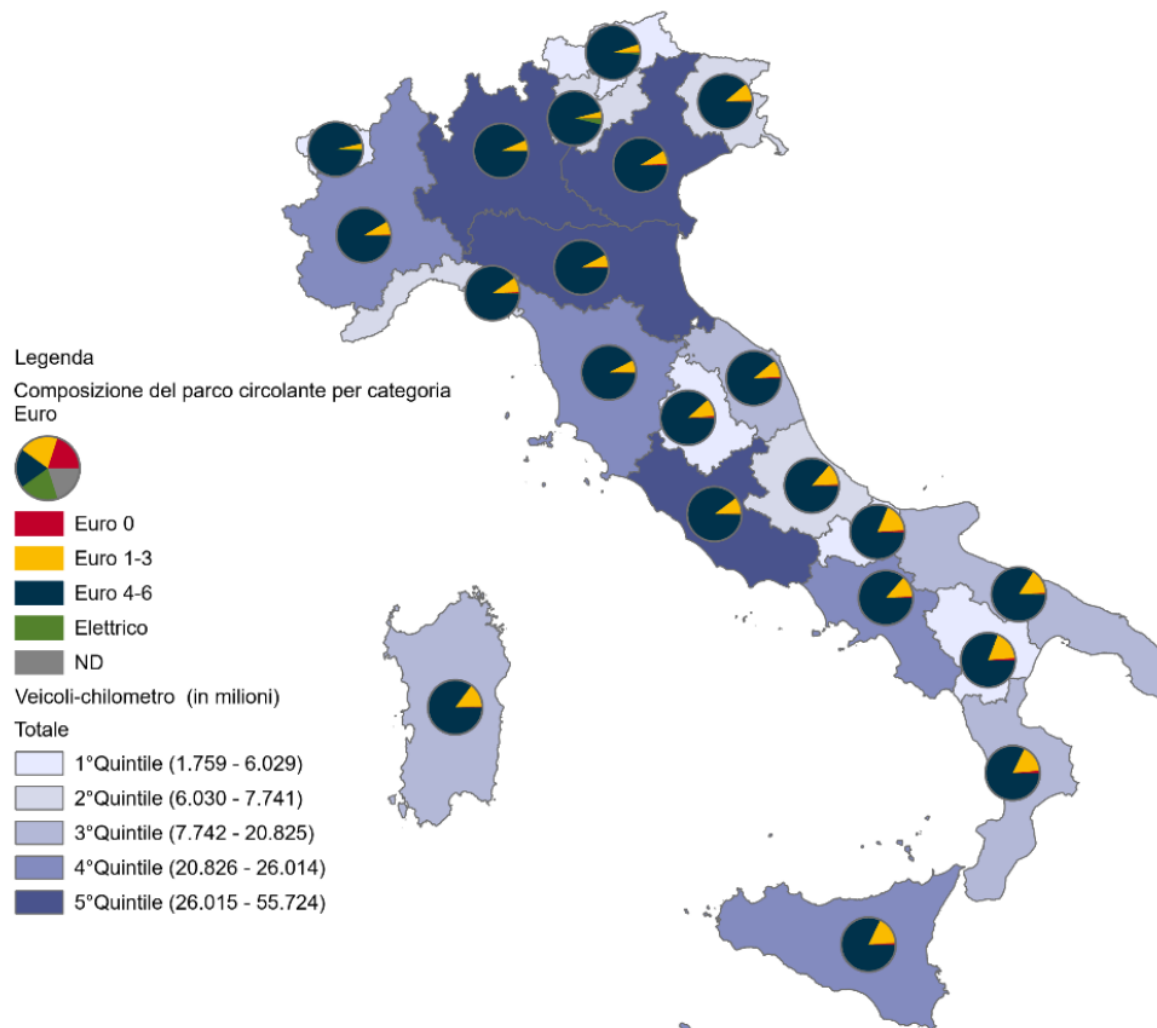 Legenda
Composizione del parco circolante per categoria
Euro
Euro 0
Euro 1-3
Euro 4-6
Elettrico
ND
Veicoli-chilometro (in milioni)
Totale
1°Quintile (1.759 - 6.029)
2°Quintile (6.030 - 7.741)
3°Quintile (7.742 - 20.825)
4°Quintile (20.826 - 26.014)
5°Quintile (26.015 - 55.724)